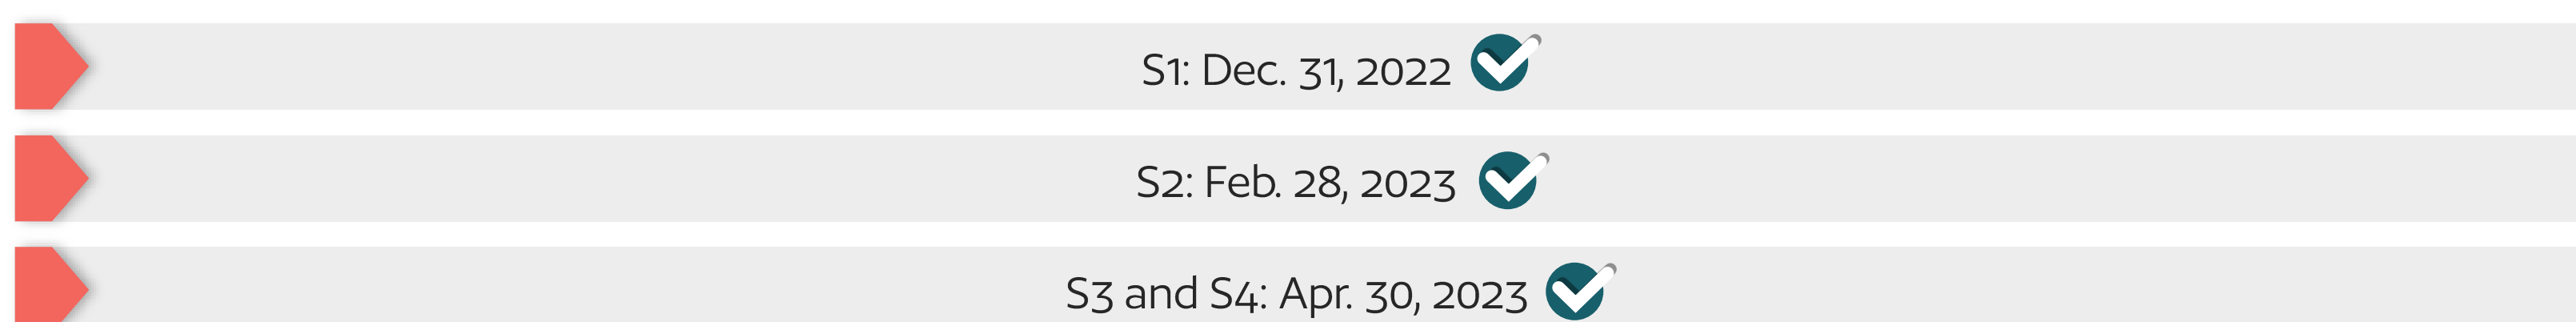 S1: Dec. 31, 2022
S2: Feb. 28, 2023
S3 and S4: Apr. 30, 2023